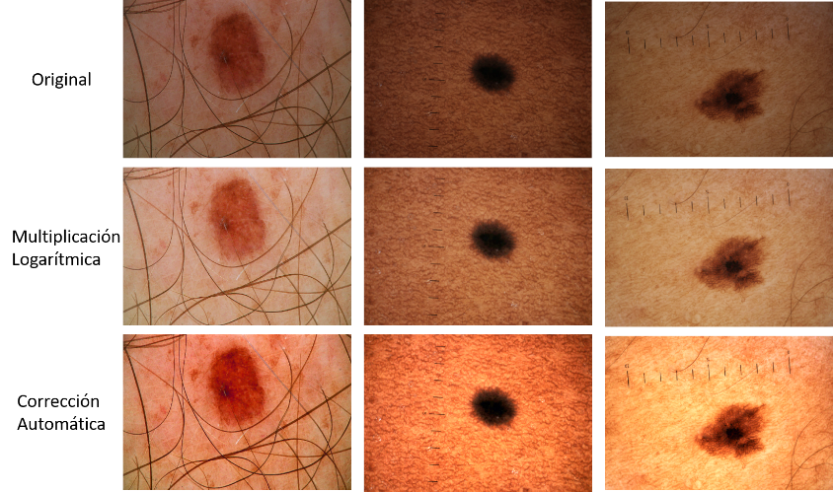 Original
Multiplicación
Logarítmica
Corrección
Automática